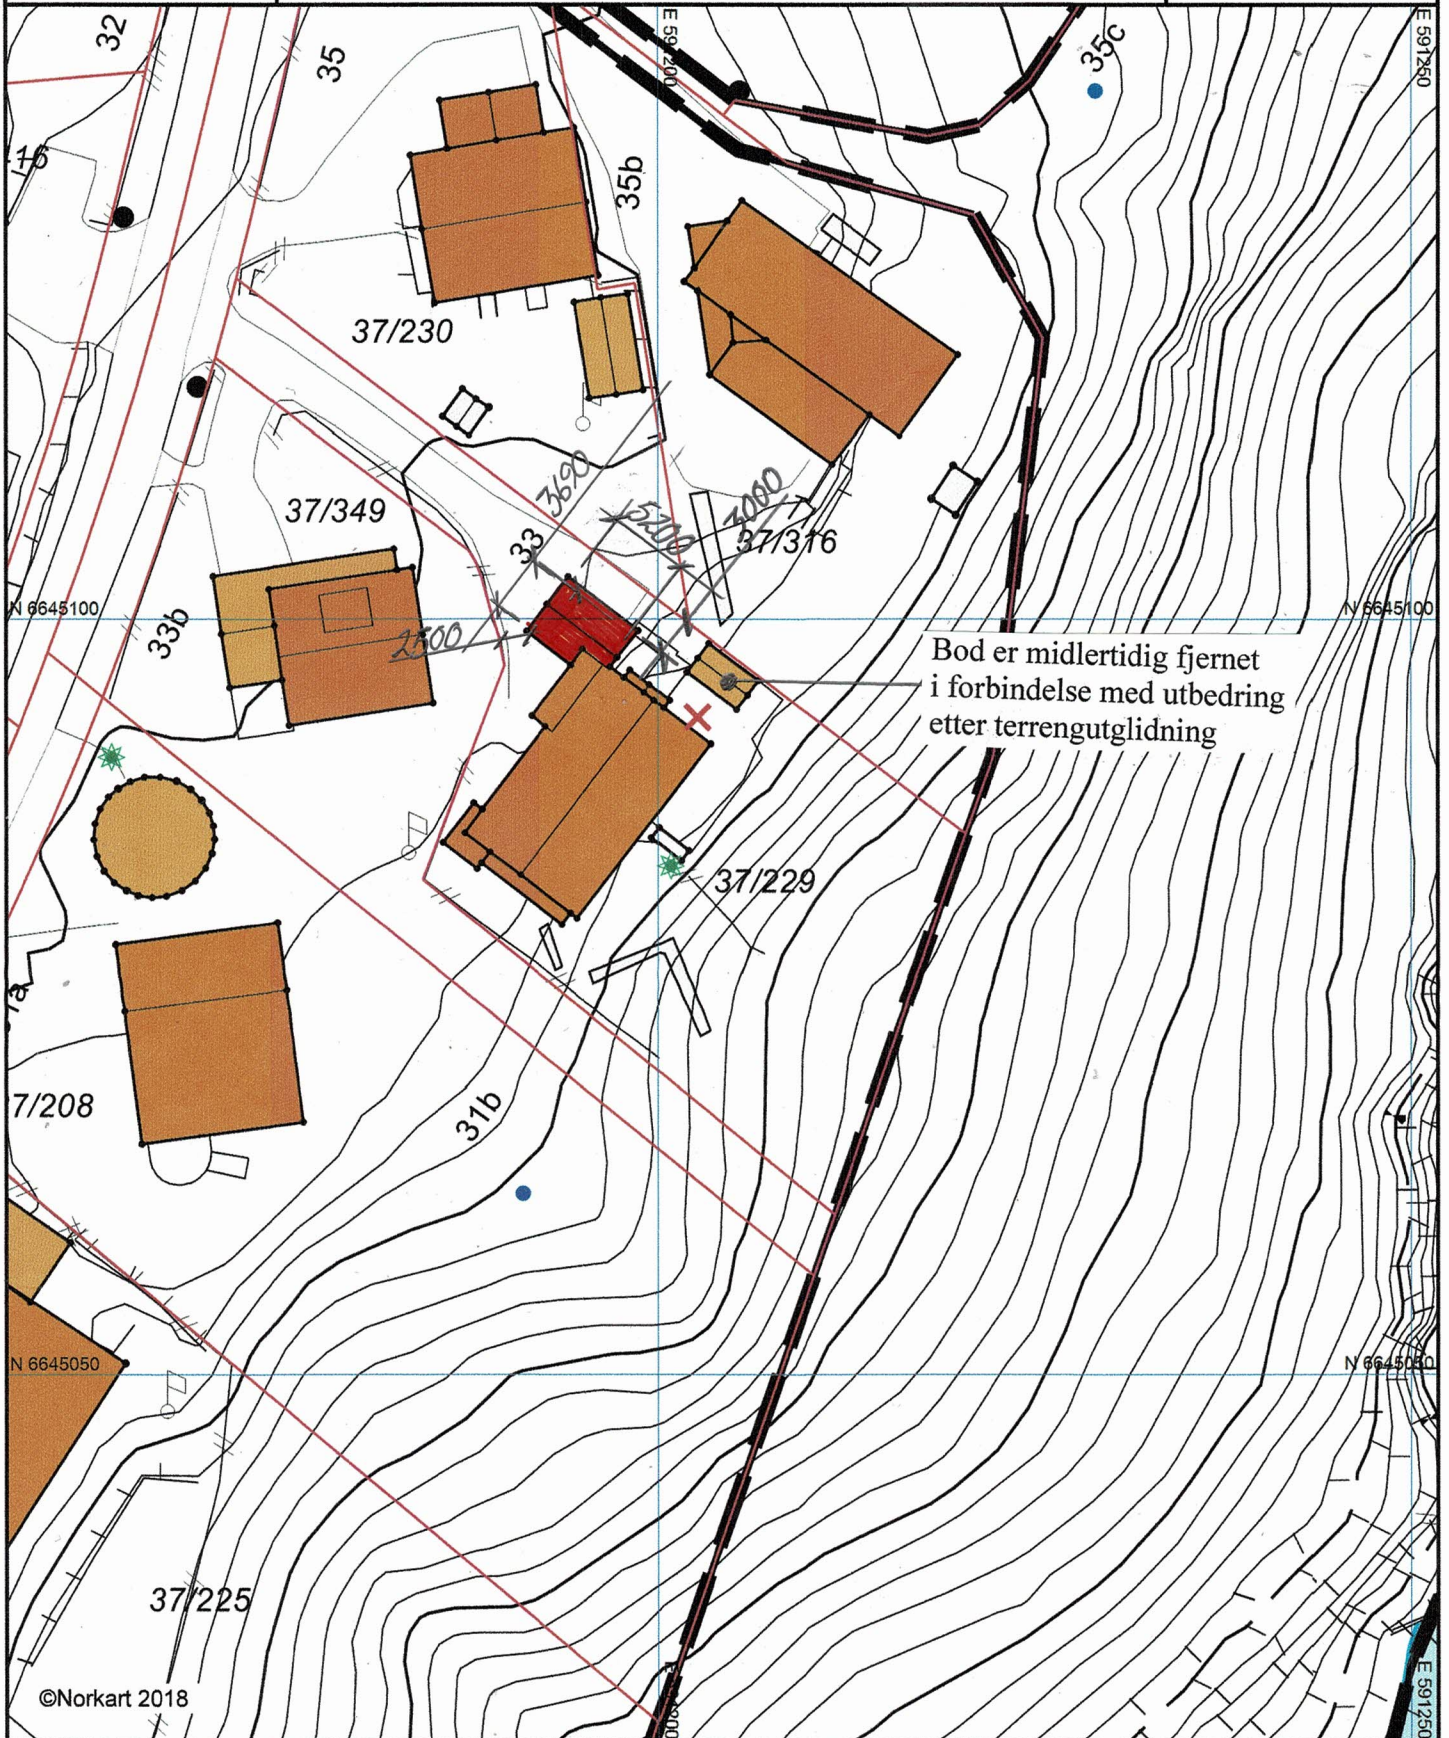 32
35
E 591200
35c
E 591250
35b
37/230
3690
5200
3000
37/349
33
37/316
N 6645100
N 6645100
33b
2500
Bod er midlertidig fjernet
i forbindelse med utbedring
etter terrengutglidning
37/229
7/208
31b
N 6645050
N 6645050
37/225
©Norkart 2018
E 591250